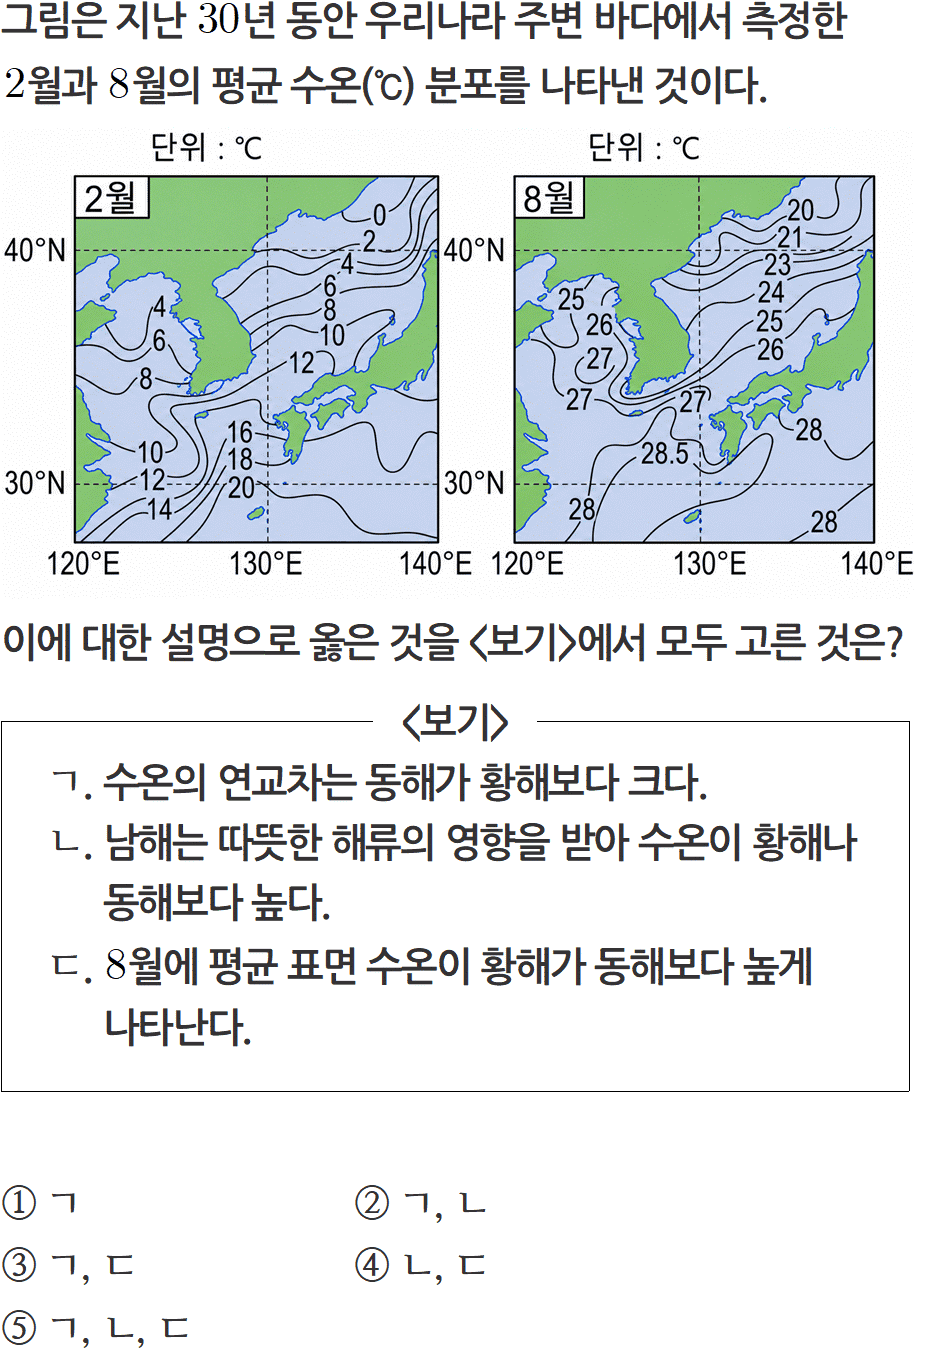 그림은 지난 30년 동안 우리나라 주변 바다에서 측정한
2월과 8월의 평균 수온(℃) 분포를 나타낸 것이다.
단위 : ℃
단위 : ℃
2월
8월
0
2
4
6
8
10
12
4
6
8
10
12
14
16
18
20
40°N
30°N
120°E
130°E
140°E
20
21
23
24
25
26
27
25
26
27
27
28
28.5
28
28
40°N
30°N
120°E
130°E
140°E
이에 대한 설명으로 옳은 것을 <보기>에서 모두 고른 것은?
<보기>
ㄱ. 수온의 연교차는 동해가 황해보다 크다.
ㄴ. 남해는 따뜻한 해류의 영향을 받아 수온이 황해나
동해보다 높다.
ㄷ. 8월에 평균 표면 수온이 황해가 동해보다 높게
나타난다.
① ㄱ ② ㄱ, ㄴ
③ ㄱ, ㄷ ④ ㄴ, ㄷ
⑤ ㄱ, ㄴ, ㄷ